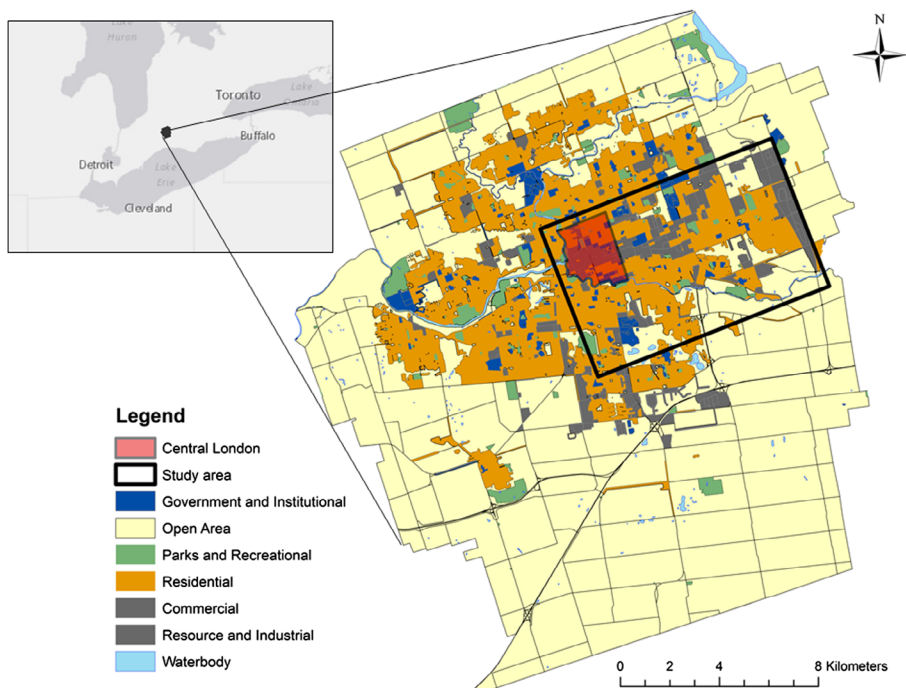 Lake
Huron
Toronto
Lake
Ontario
Buffalo
Detroit
Lake
Erie
Cleveland
N
Legend
Central London
Study area
Government and Institutional
Open Area
Parks and Recreational
Residential
Commercial
Resource and Industrial
Waterbody
0 2 4 8 Kilometers